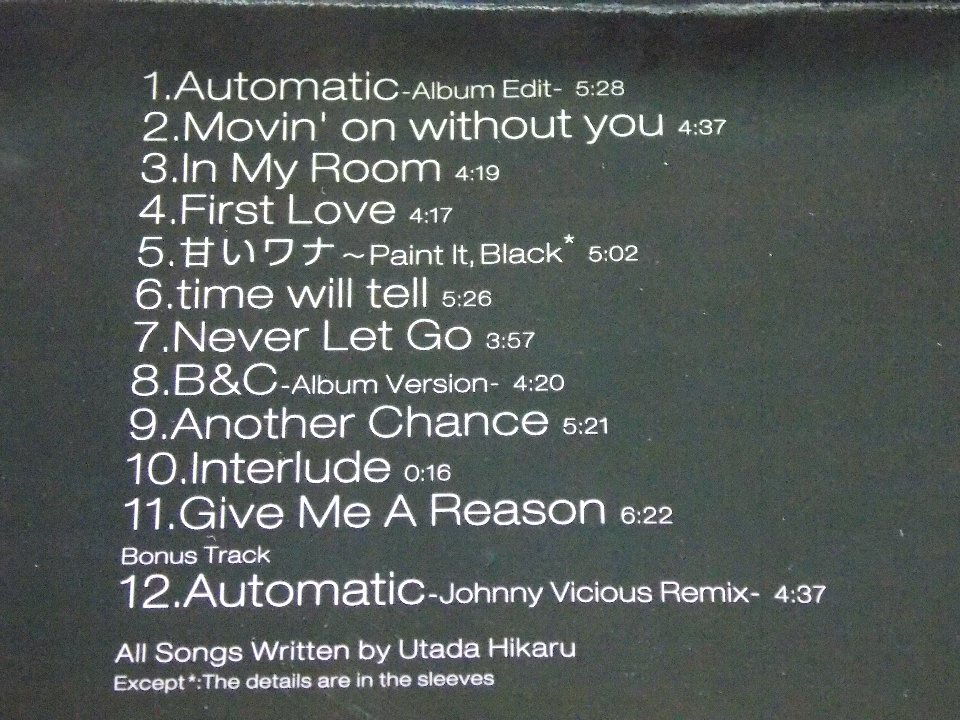 1.Automatic-Album Edit- 5:28
2.Movin' on without you 4:37
3.In My Room 4:19
4.First Love 4:17
5.甘いワナ～Paint It, Black* 5:02
6.time will tell 5:26
7.Never Let Go 3:57
8.B&C-Album Version- 4:20
9.Another Chance 5:21
10.Interlude 0:16
11.Give Me A Reason 6:22
Bonus Track
12.Automatic-Johnny Vicious Remix- 4:37
All Songs Written by Utada Hikaru
Except*:The details are in the sleeves